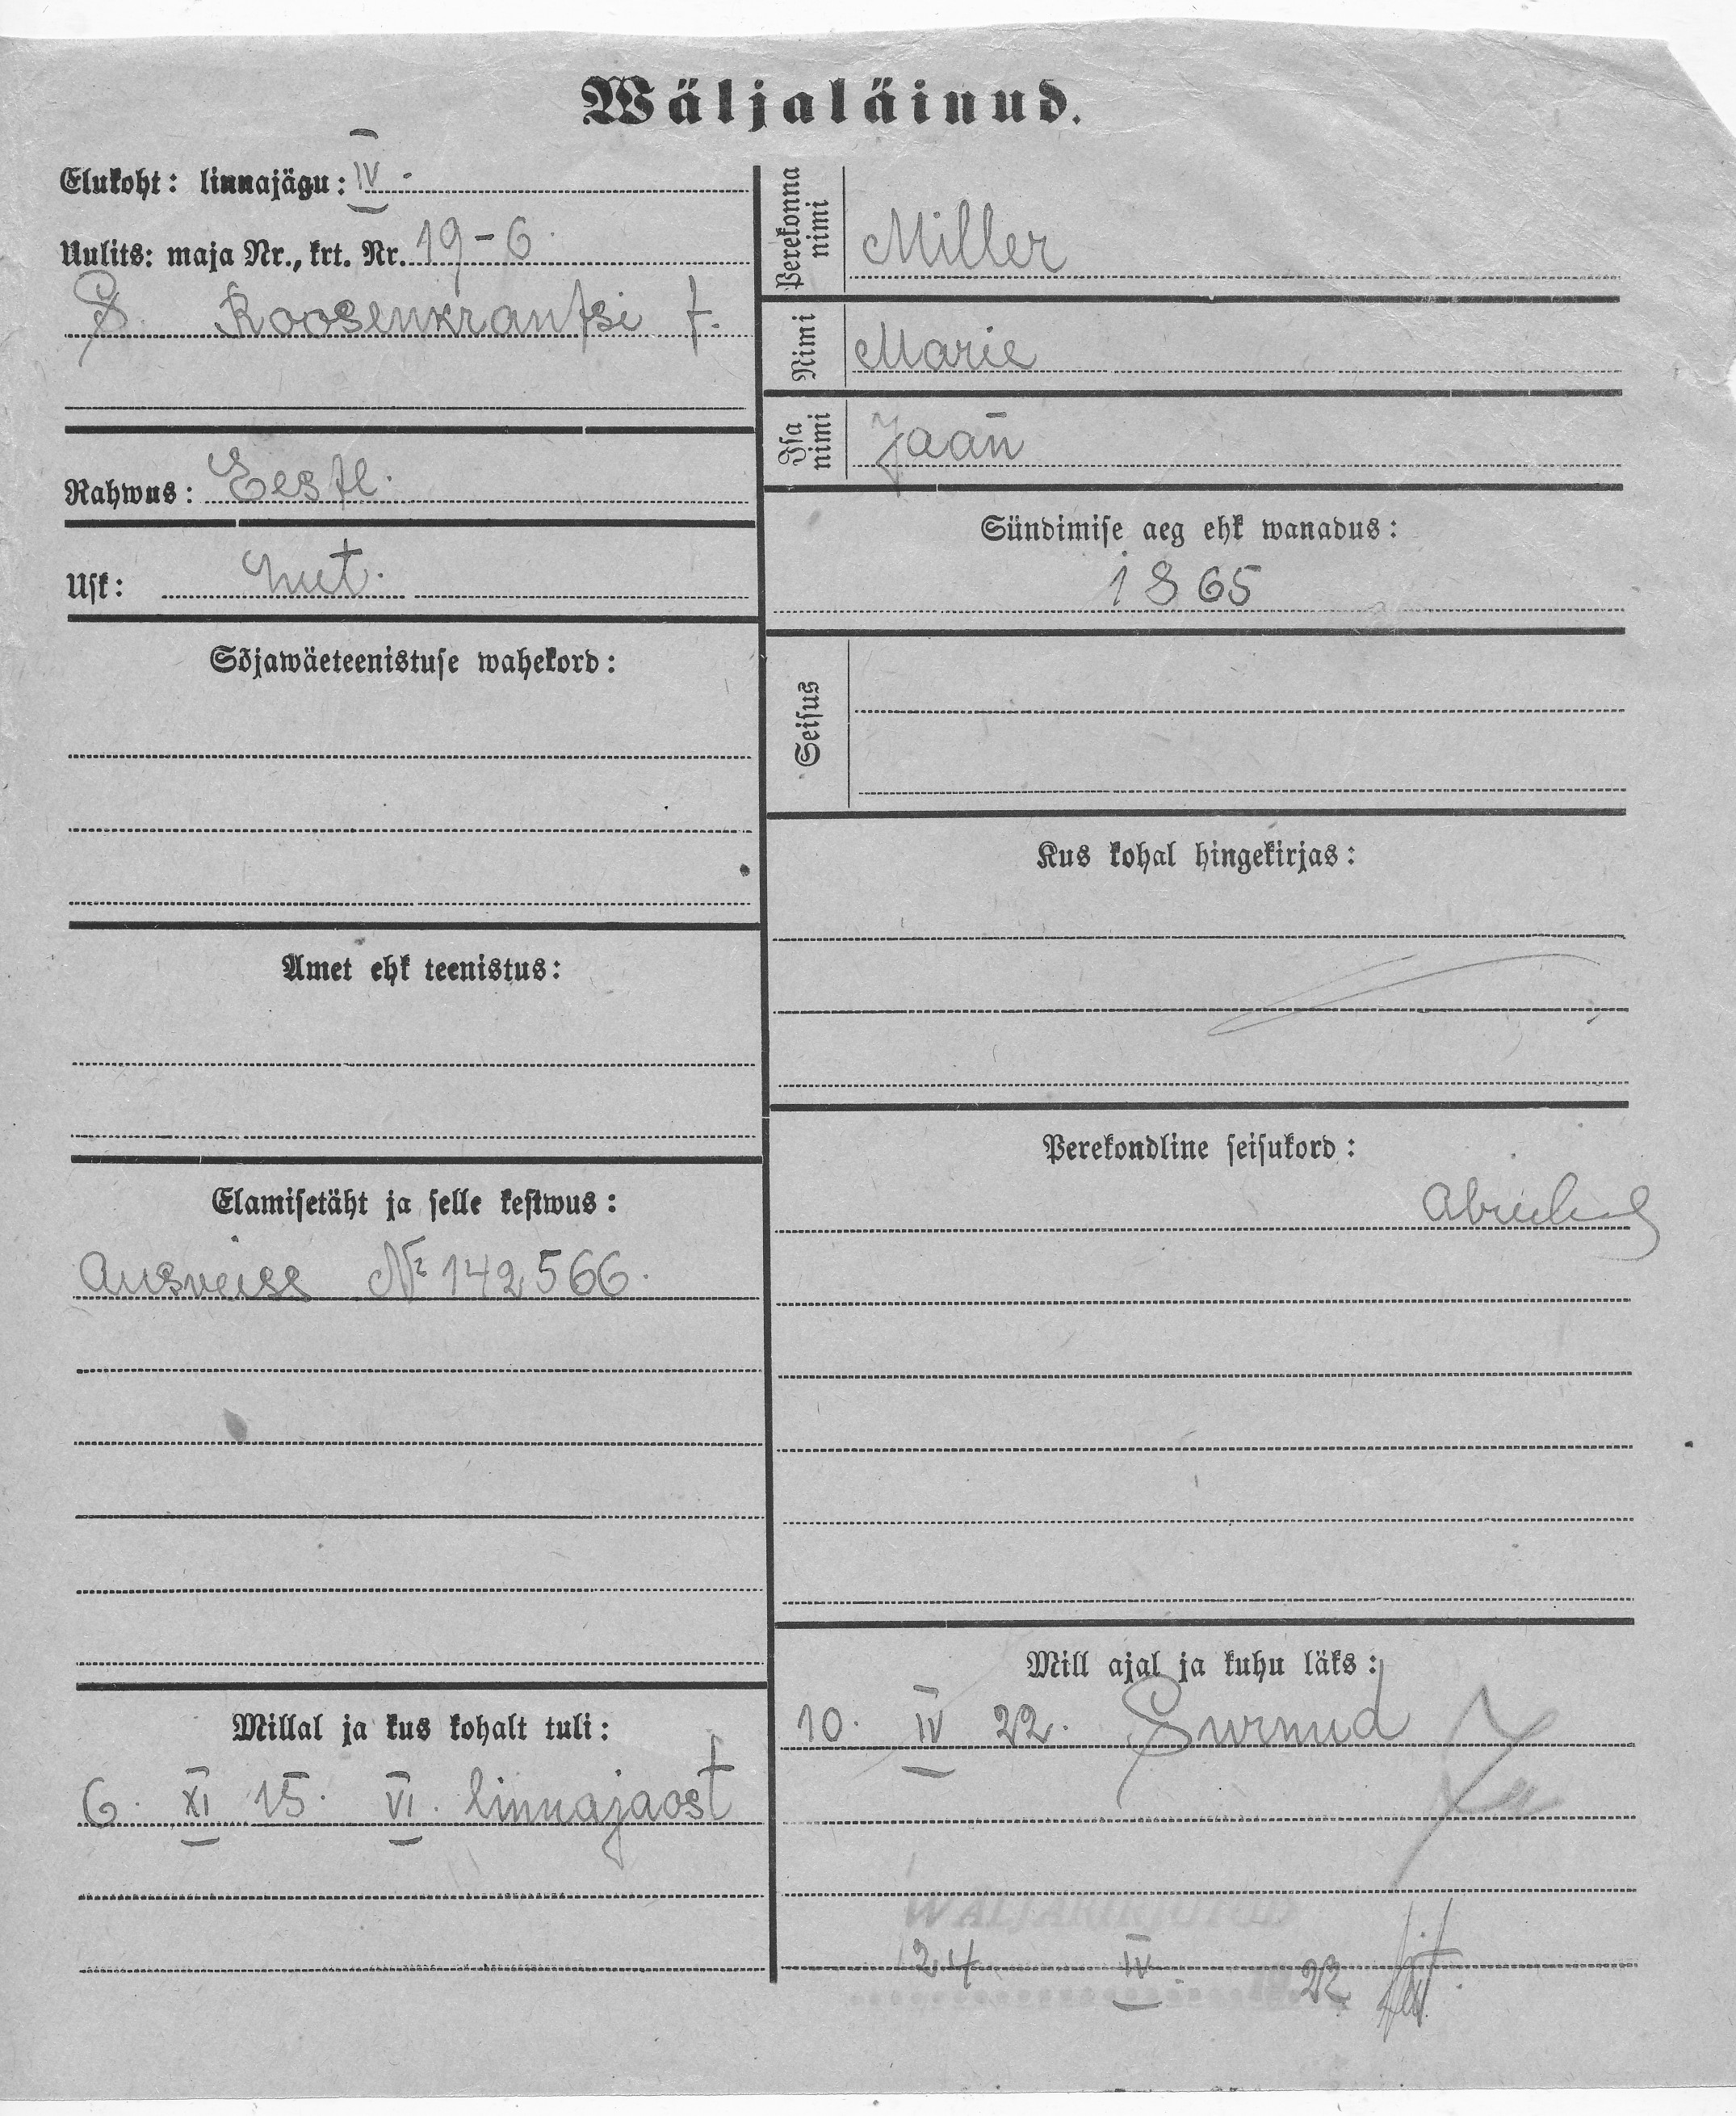 Wäljaläinud.
Elukoht: linnajägu: IV.
Uulits: maja Nr., krt. Nr. 19-6.
S. Roosenkrantsi t.
Rahwus: Eestl.
Usk: Lut.
Sõjawäeteenistuse wahekord:
Amet ehk teenistus:
Elamisetäht ja selle kestwus:
Ausweiss № 142566.
Millal ja kus kohalt tuli:
6. XI 15. VI. linnajaost
Perekonna nimi
Miller
Nimi
Marie
Isa nimi
Jaan
Sündimise aeg ehk wanadus:
1865
Seisus
Kus kohal hingekirjas:
Perekondline seisukord:
Mill ajal ja kuhu läks:
10. IV 22. Surnud
WÄLJAKIRJUTUD
24 IV. 22